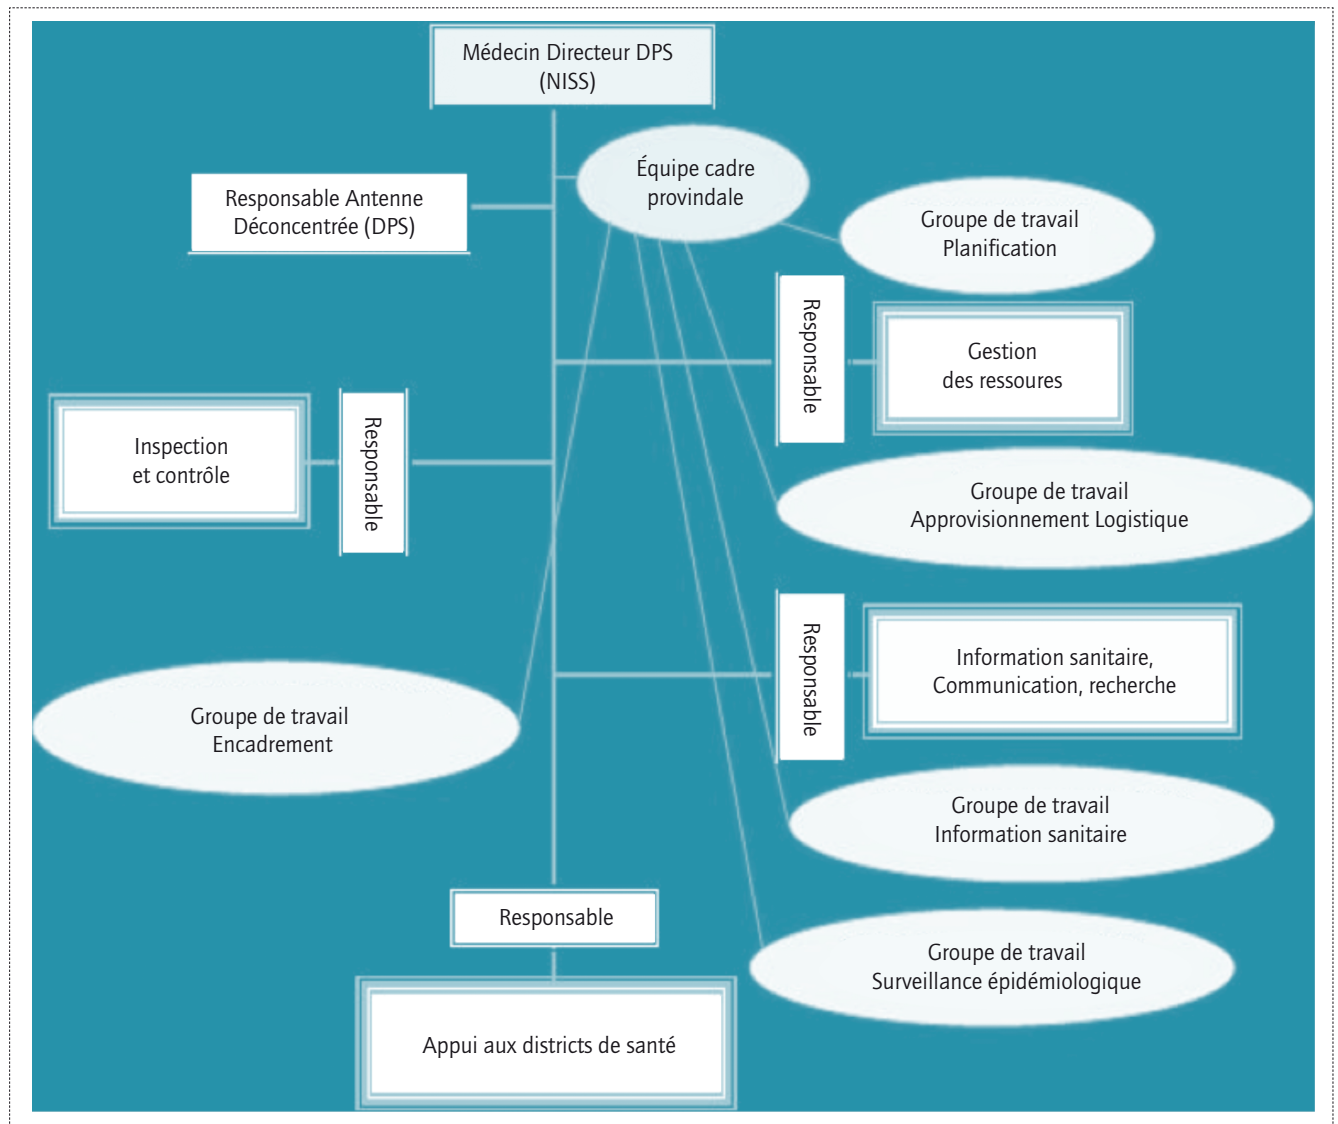 Médecin Directeur DPS
(NISS)
Équipe cadre
provindale
Responsable Antenne
Déconcentrée (DPS)
Groupe de travail
Planification
Responsable
Gestion
des ressoures
Inspection
et contrôle
Responsable
Groupe de travail
Approvisionnement Logistique
Responsable
Information sanitaire,
Communication, recherche
Groupe de travail
Encadrement
Groupe de travail
Information sanitaire
Responsable
Groupe de travail
Surveillance épidémiologique
Appui aux districts de santé